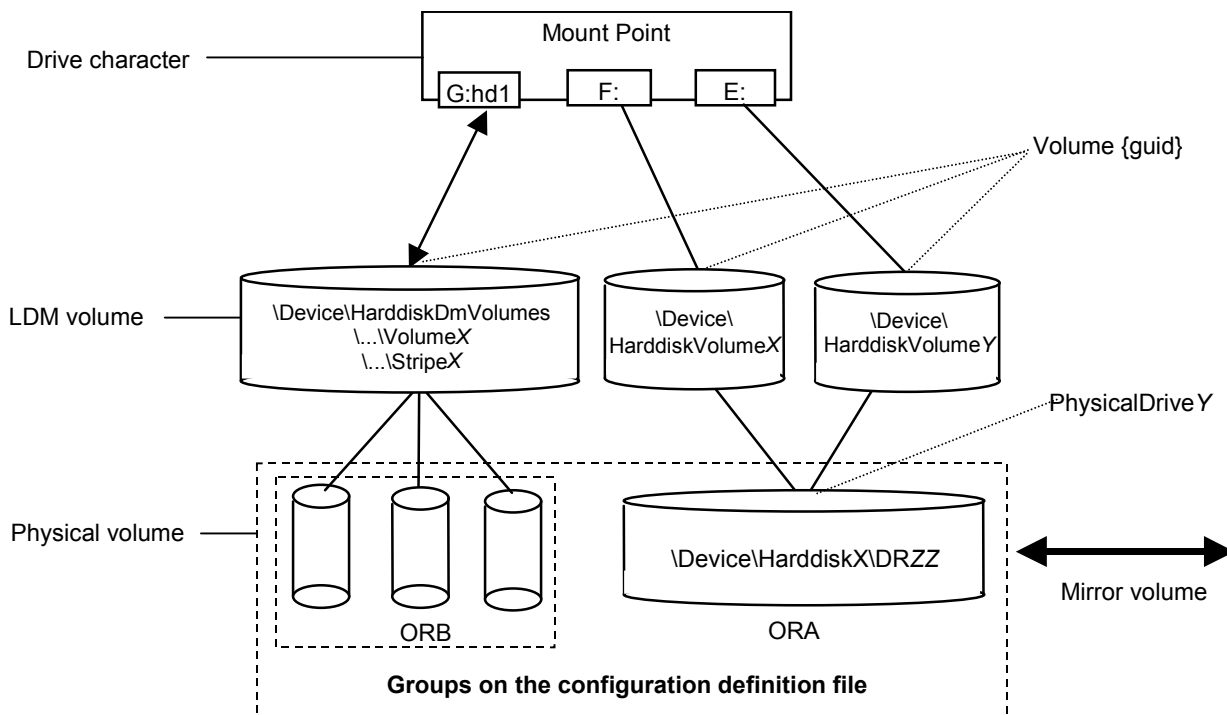 Mount Point
Drive character
G:hd1
F:
E:
Volume {guid}
LDM volume
\Device\HarddiskDmVolumes
\...\VolumeX
\...\StripeX
\Device\
HarddiskVolumeX
\Device\
HarddiskVolumeY
PhysicalDriveY
Physical volume
\Device\HarddiskX\DRZZ
Mirror volume
ORB
ORA
Groups on the configuration definition file